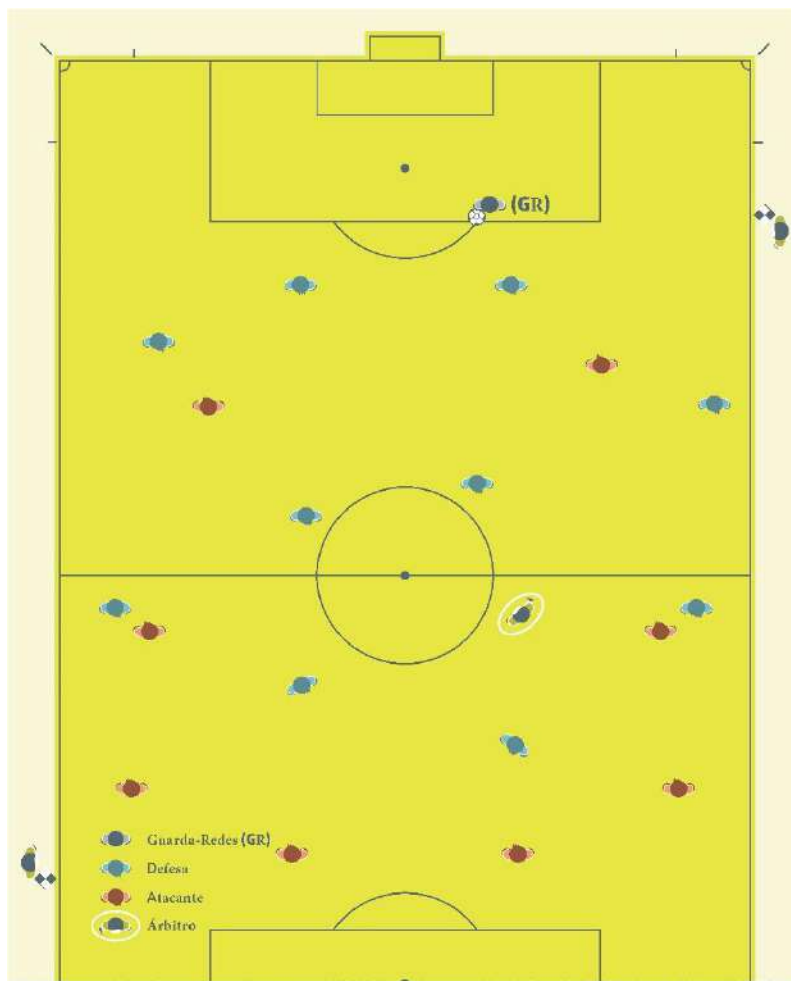 (GR)
Guarda-Redes (GR)
Defesa
Atacante
Árbitro